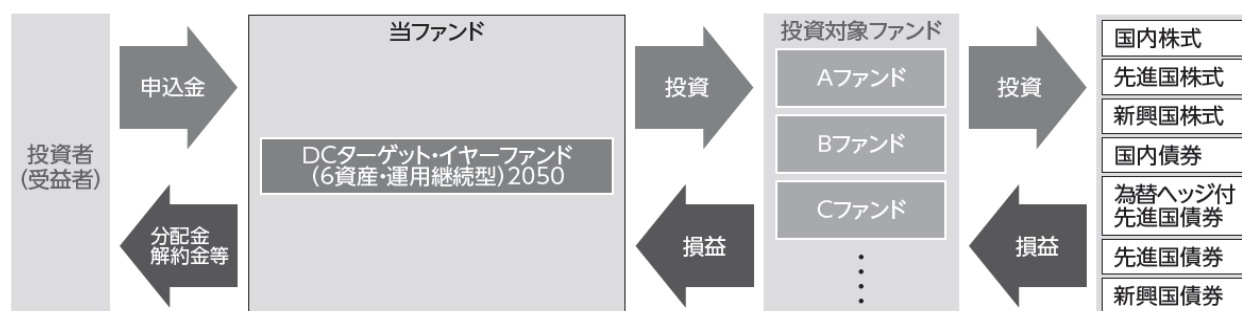 投資者
(受益者)
申込金
分配金
解約金等
当ファンド
DCターゲット・イヤーファンド
(6資産・運用継続型)2050
投資
損益
投資対象ファンド
Aファンド
Bファンド
Cファンド
投資
損益
国内株式
先進国株式
新興国株式
国内債券
為替ヘッジ付
先進国債券
先進国債券
新興国債券